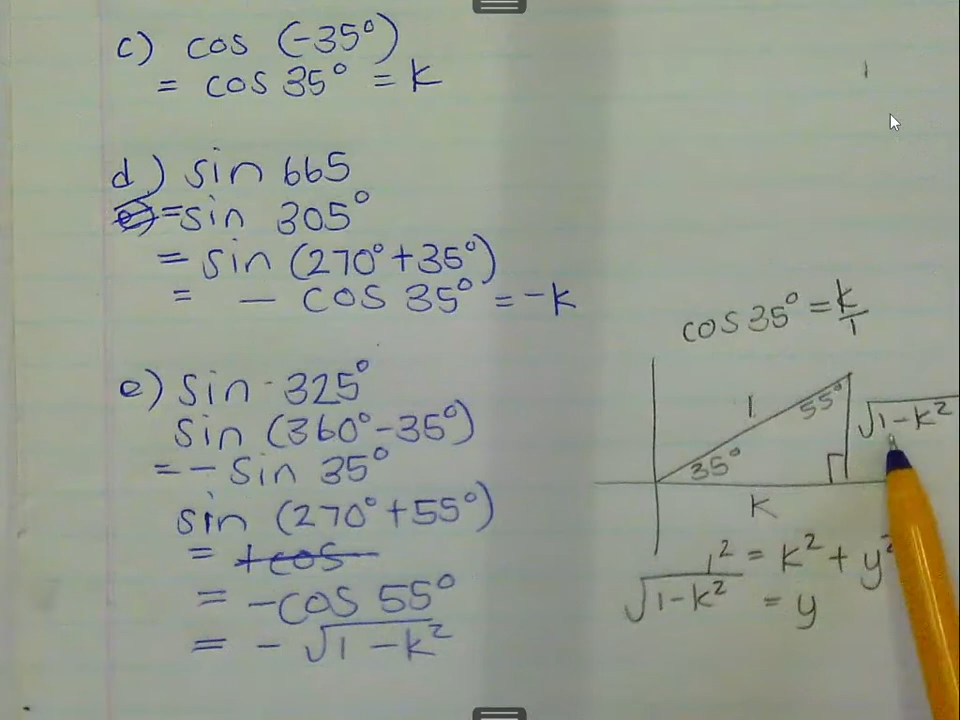 c) cos (-35°)
= cos 35° = k
d) sin 665
= sin 305°
= sin (270° + 35°)
= - cos 35° = -k
e) sin 325°
sin (360° - 35°)
= - sin 35°
sin (270° + 55°)
= +cos
= -cos 55°
= - √1 - k²
cos 35° = k/1
1
55°
√1 - k²
35°
k
1² = k² + y²
√1 - k² = y